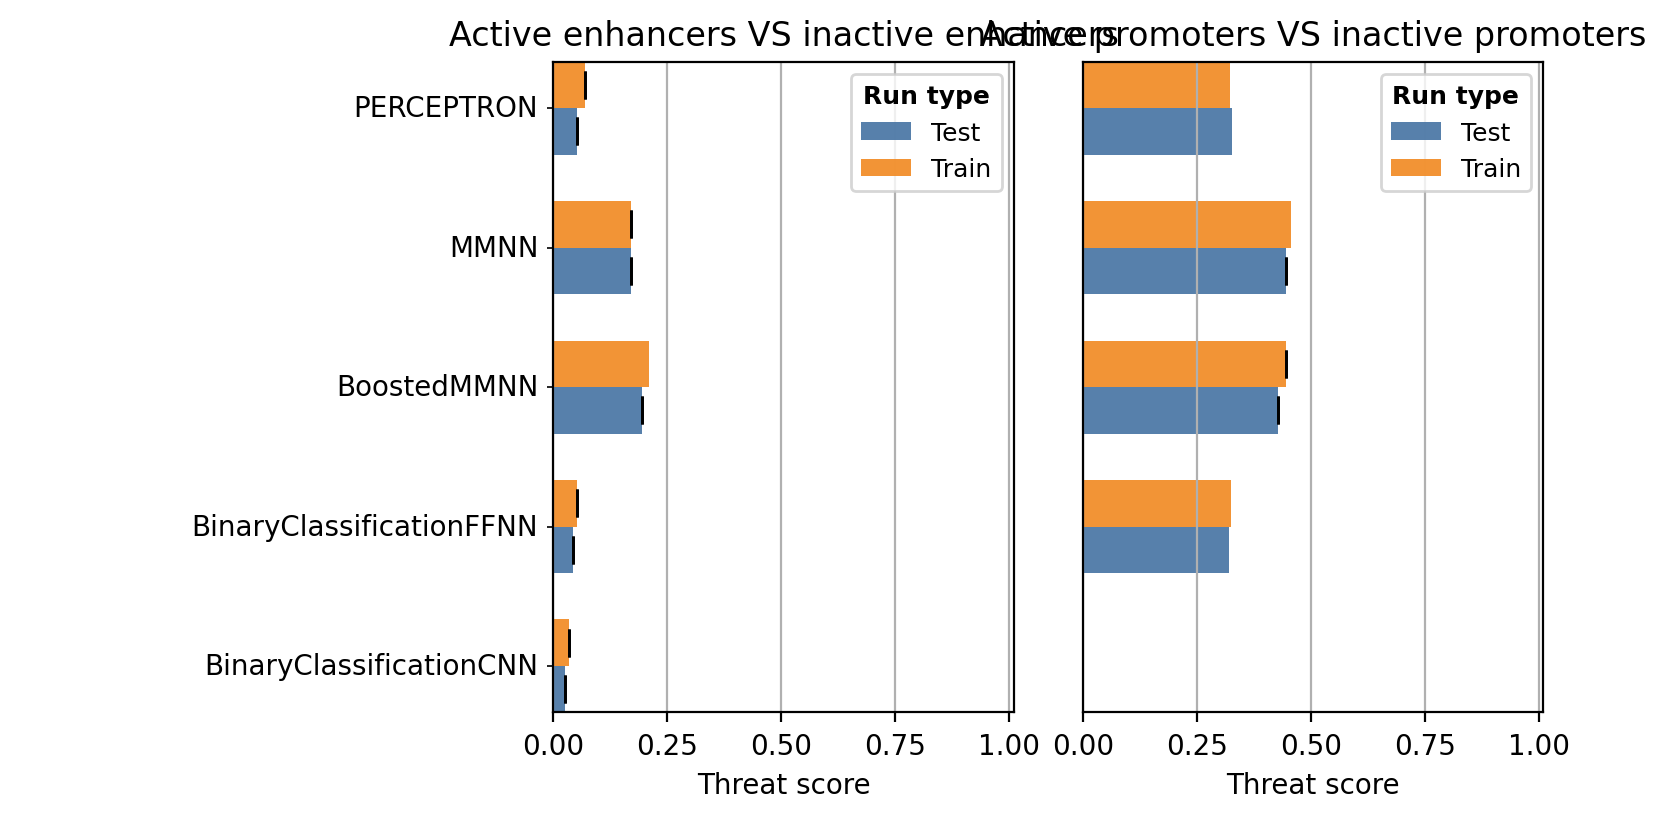 Active enhancers VS inactive enhancers
Active promoters VS inactive promoters
PERCEPTRON
MMNN
BoostedMMNN
BinaryClassificationFFNN
BinaryClassificationCNN
Run type
Test
Train
0.00 0.25 0.50 0.75 1.00
Threat score
Run type
Test
Train
0.00 0.25 0.50 0.75 1.00
Threat score